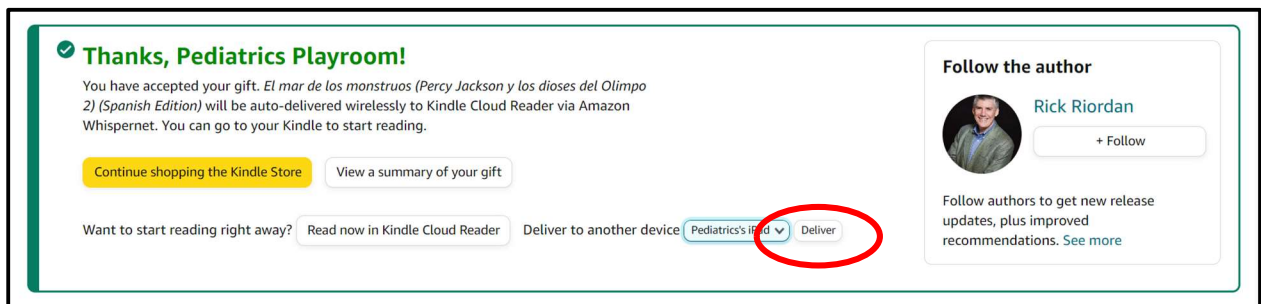 Thanks, Pediatrics Playroom!
You have accepted your gift. El mar de los monstruos (Percy Jackson y los dioses del Olimpo
2) (Spanish Edition) will be auto-delivered wirelessly to Kindle Cloud Reader via Amazon
Whispernet. You can go to your Kindle to start reading.
Continue shopping the Kindle Store
View a summary of your gift
Want to start reading right away? Read now in Kindle Cloud Reader Deliver to another device Pediatrics's iPad Deliver
Follow the author
Rick Riordan
+ Follow
Follow authors to get new release
updates, plus improved
recommendations. See more